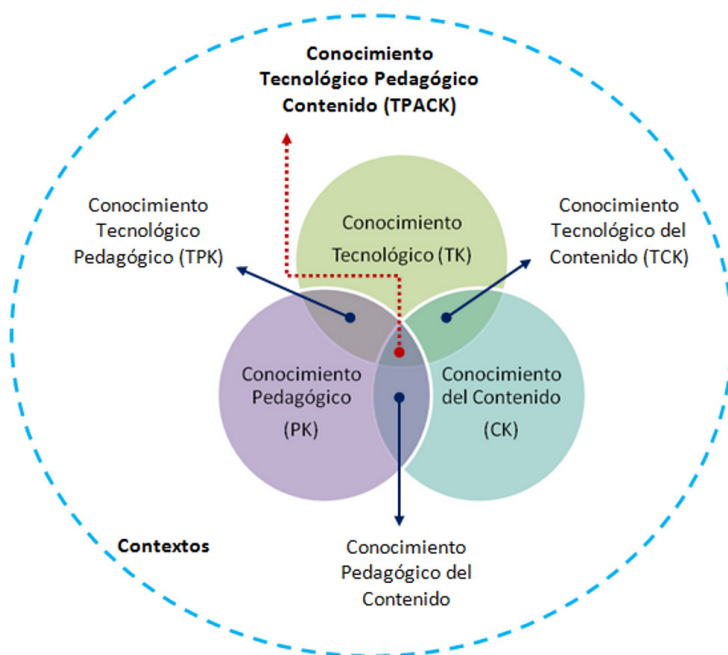 Conocimiento
Tecnológico Pedagógico
Contenido (TPACK)
Conocimiento
Tecnológico
Pedagógico (TPK)
Conocimiento
Tecnológico (TK)
Conocimiento
Tecnológico del
Contenido (TCK)
Conocimiento
Pedagógico
(PK)
Conocimiento
del Contenido
(CK)
Contextos
Conocimiento
Pedagógico del
Contenido